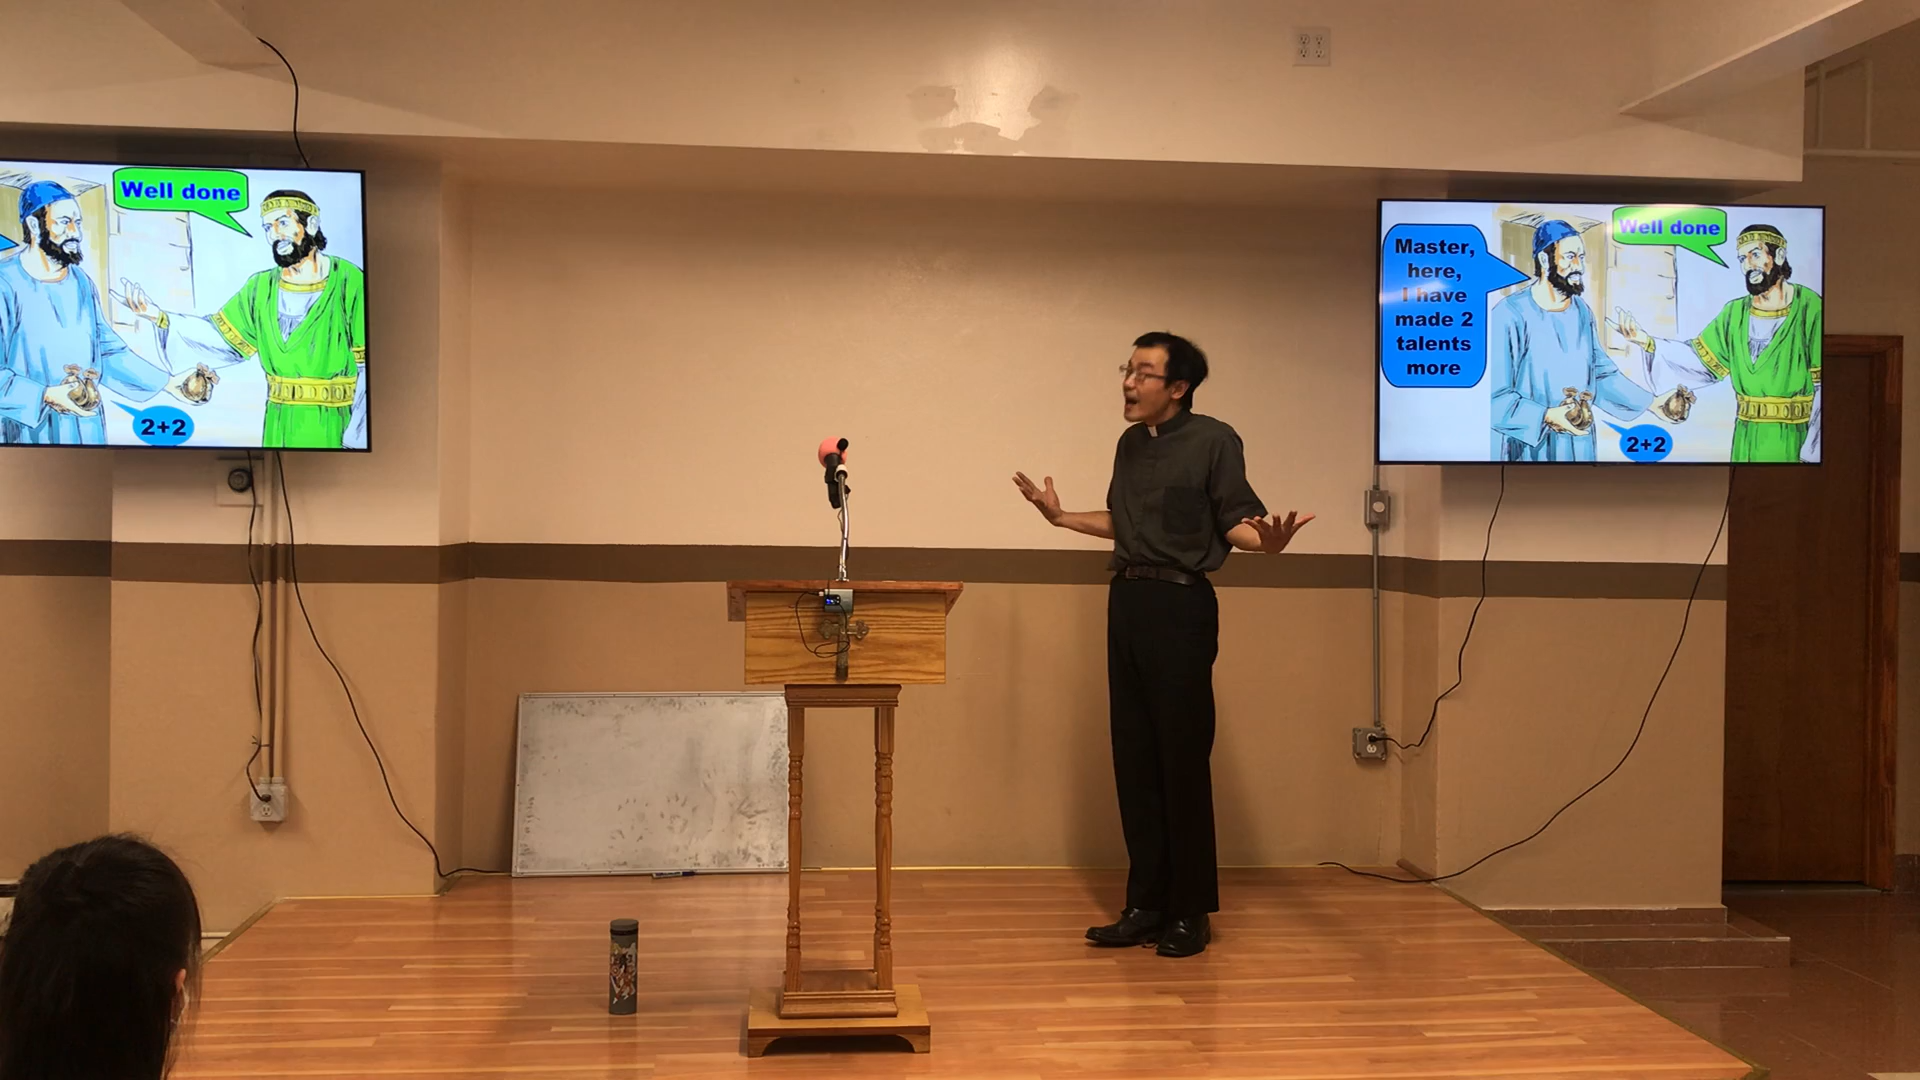 Well done
2+2
Master,
here,
I have
made 2
talents
more
Well done
2+2